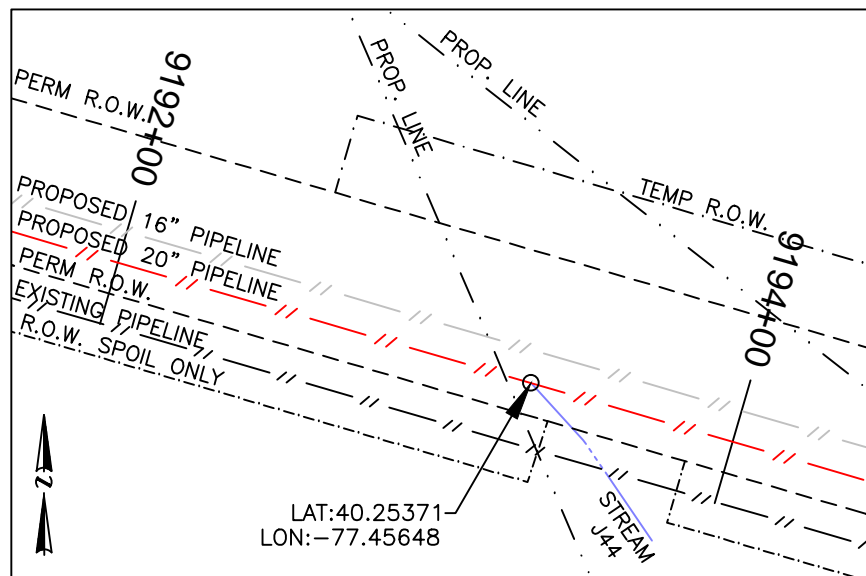 PERM R.O.W.
9192+00
PROP. LINE
PROP. LINE
TEMP R.O.W.
9194+00
PROPOSED 16" PIPELINE
PROPOSED 20" PIPELINE
PERM R.O.W.
EXISTING PIPELINE
R.O.W. SPOIL ONLY
LAT:40.25371
LON:-77.45648
STREAM
J44
N